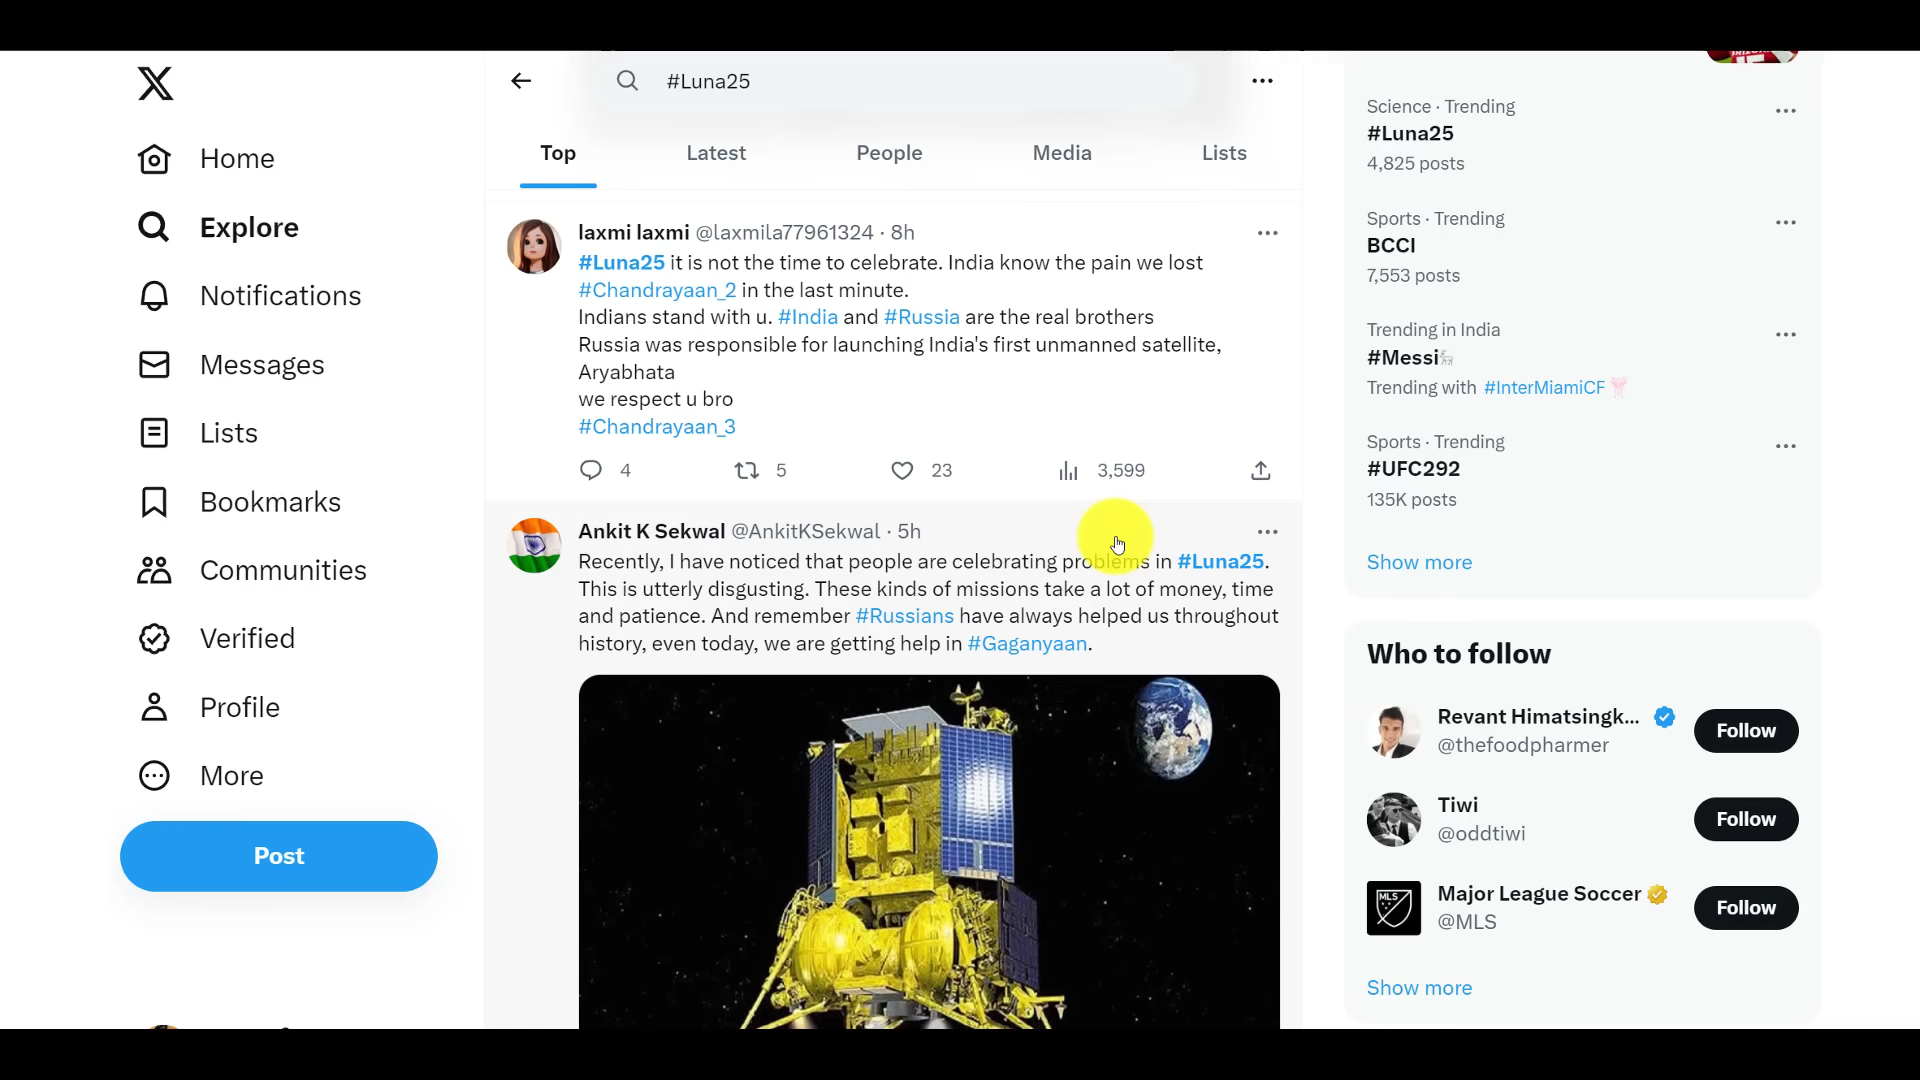 Home
Explore
Notifications
Messages
Lists
Bookmarks
Communities
Verified
Profile
More
Post
#Luna25
Top
Latest
People
Media
Lists
laxmi laxmi @laxmila77961324 · 8h
#Luna25 it is not the time to celebrate. India know the pain we lost
#Chandrayaan_2 in the last minute.
Indians stand with u. #India and #Russia are the real brothers
Russia was responsible for launching India's first unmanned satellite,
Aryabhata
we respect u bro
#Chandrayaan_3
4 5 23 3,599
Ankit K Sekwal @AnkitKSekwal · 5h
Recently, I have noticed that people are celebrating problems in #Luna25.
This is utterly disgusting. These kinds of missions take a lot of money, time
and patience. And remember #Russians have always helped us throughout
history, even today, we are getting help in #Gaganyaan.
Science · Trending
#Luna25
4,825 posts
Sports · Trending
BCCI
7,553 posts
Trending in India
#Messi
Trending with #InterMiamiCF
Sports · Trending
#UFC292
135K posts
Show more
Who to follow
Revant Himatsingk...
@thefoodpharmer
Follow
Tiwi
@oddtiwi
Follow
MLS
Major League Soccer
@MLS
Follow
Show more